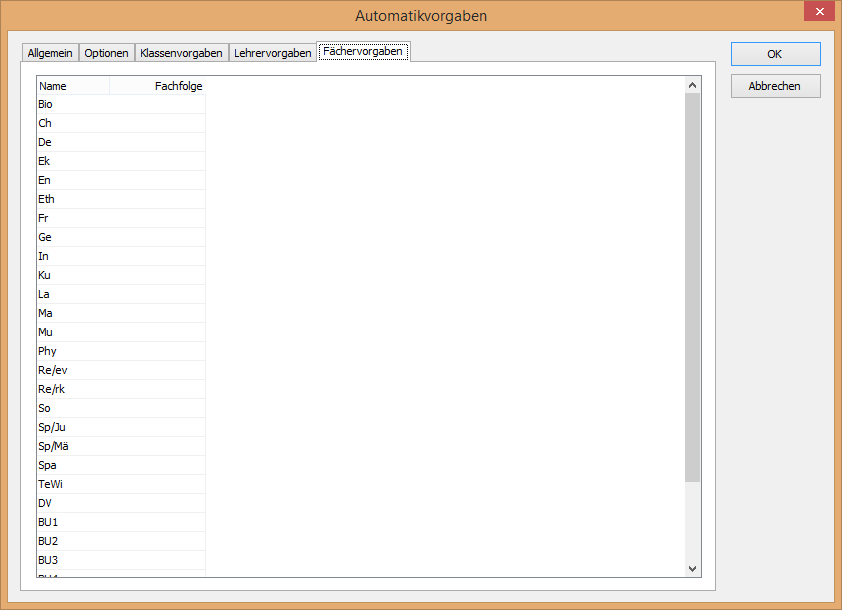 Automatikvorgaben
Allgemein Optionen Klassenvorgaben Lehrervorgaben Fächervorgaben
OK
Abbrechen
Name Fachfolge
Bio
Ch
De
Ek
En
Eth
Fr
Ge
In
Ku
La
Ma
Mu
Phy
Re/ev
Re/rk
So
Sp/Ju
Sp/Mä
Spa
TeWi
DV
BU1
BU2
BU3